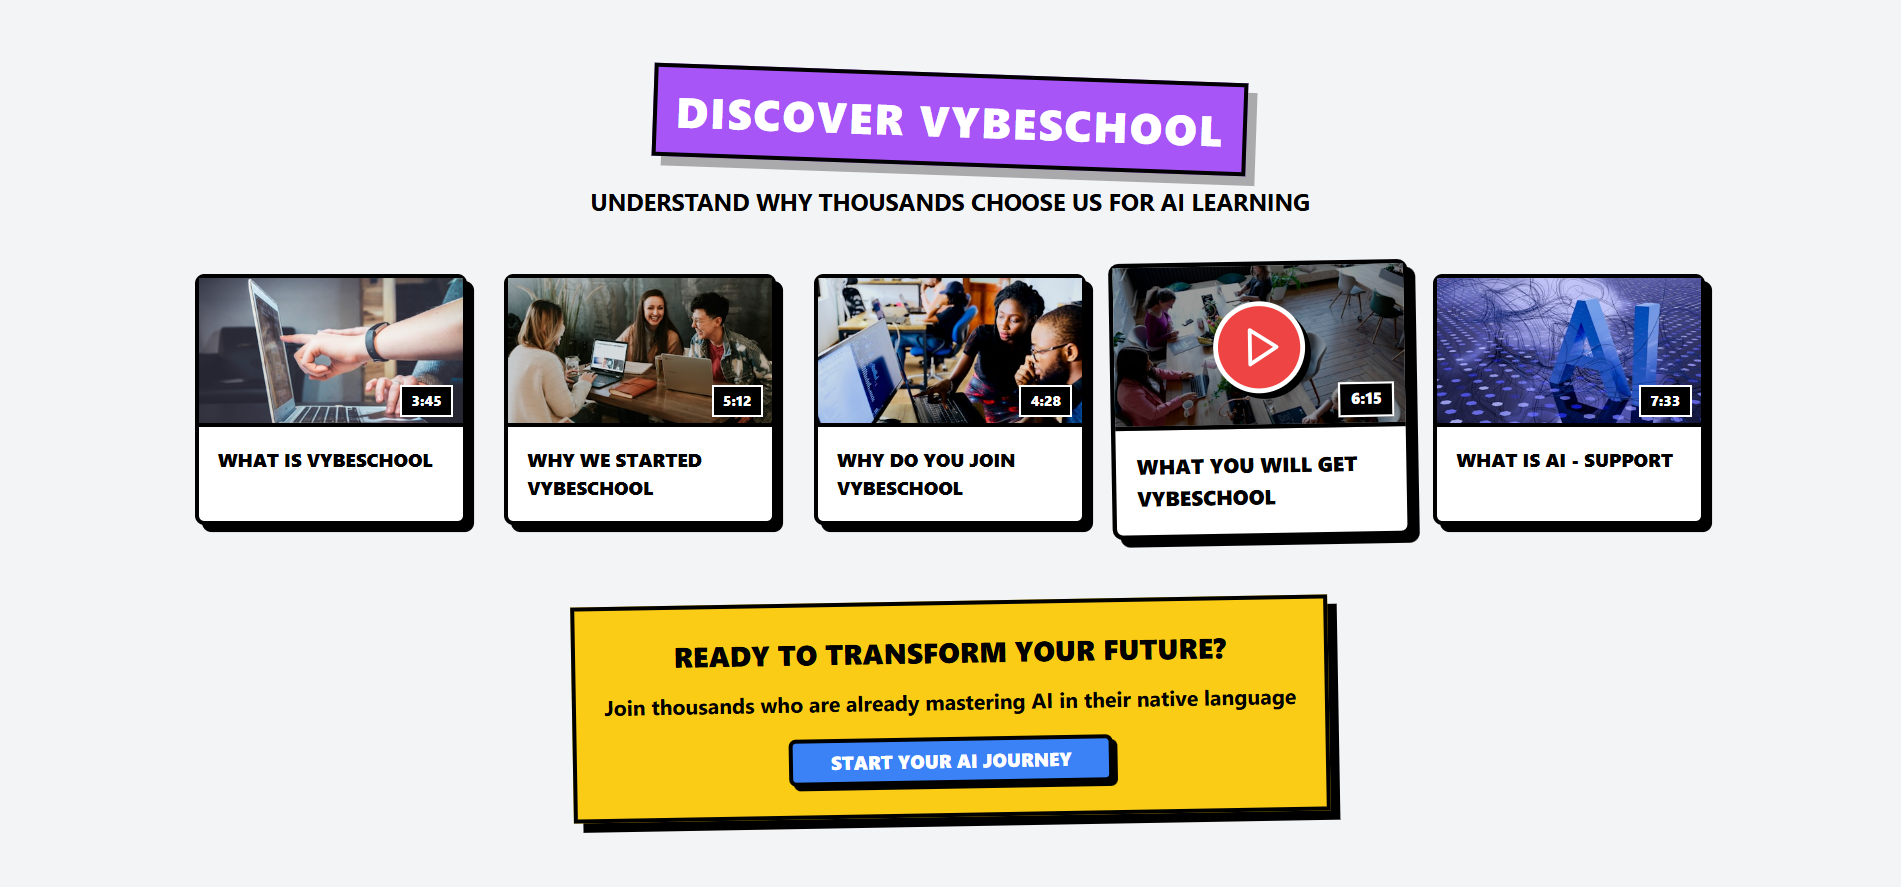 DISCOVER VYBESCHOOL
UNDERSTAND WHY THOUSANDS CHOOSE US FOR AI LEARNING
3:45
WHAT IS VYBESCHOOL
5:12
WHY WE STARTED
VYBESCHOOL
4:28
WHY DO YOU JOIN
VYBESCHOOL
6:15
WHAT YOU WILL GET
VYBESCHOOL
AI
7:33
WHAT IS AI - SUPPORT
READY TO TRANSFORM YOUR FUTURE?
Join thousands who are already mastering AI in their native language
START YOUR AI JOURNEY